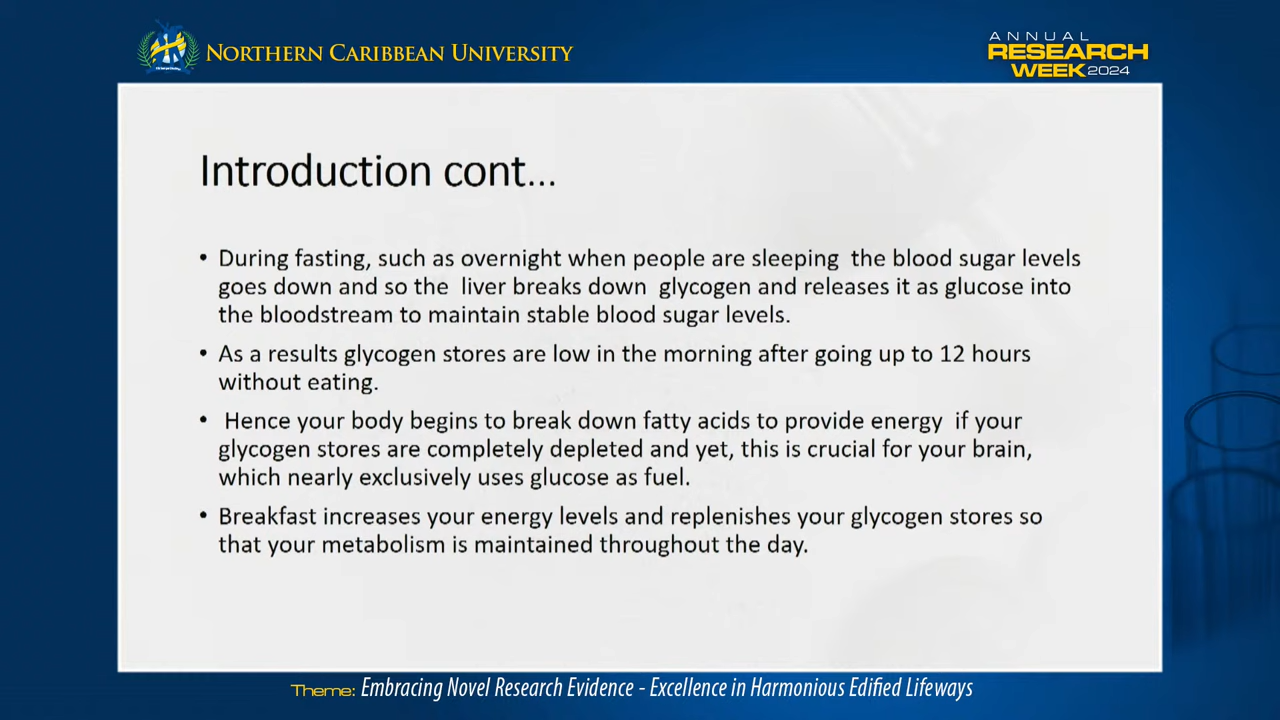 NORTHERN CARIBBEAN UNIVERSITY
ANNUAL
RESEARCH
WEEK 2024
Introduction cont...
• During fasting, such as overnight when people are sleeping the blood sugar levels
goes down and so the liver breaks down glycogen and releases it as glucose into
the bloodstream to maintain stable blood sugar levels.
• As a results glycogen stores are low in the morning after going up to 12 hours
without eating.
• Hence your body begins to break down fatty acids to provide energy if your
glycogen stores are completely depleted and yet, this is crucial for your brain,
which nearly exclusively uses glucose as fuel.
• Breakfast increases your energy levels and replenishes your glycogen stores so
that your metabolism is maintained throughout the day.
Theme: Embracing Novel Research Evidence - Excellence in Harmonious Edified Lifeways